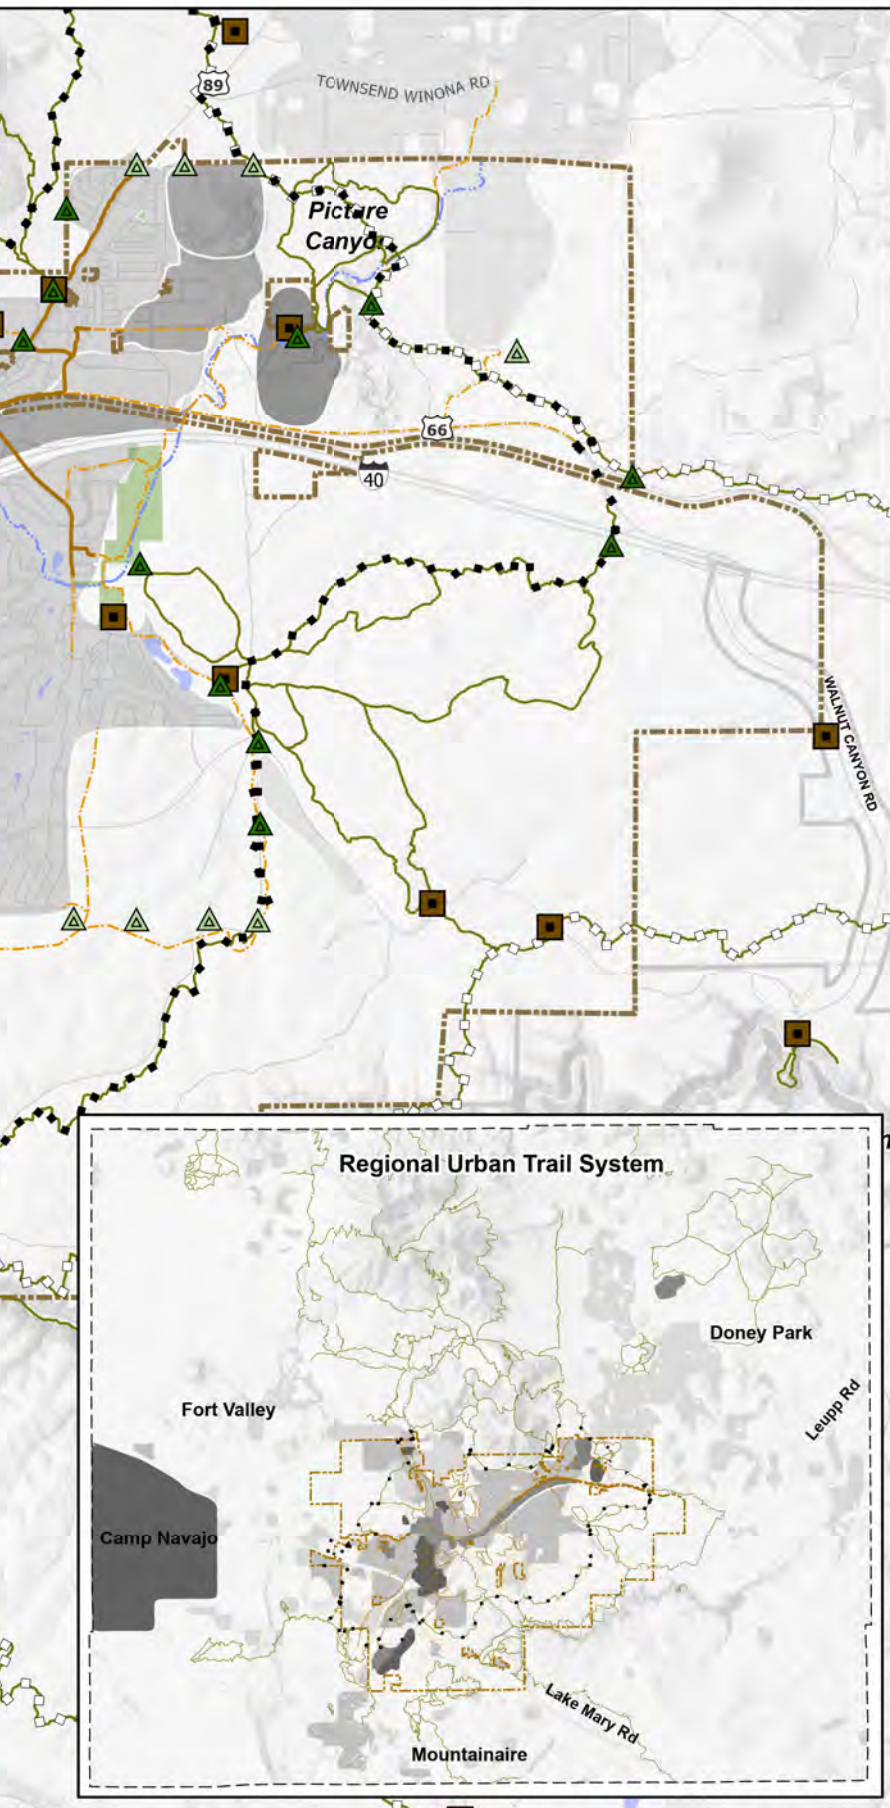 89
TOWNSEND WINONA RD
Picture
Canyon
66
40
WALNUT CANYON RD
Regional Urban Trail System
Doney Park
Leupp Rd
Fort Valley
Camp Navajo
Lake Mary Rd
Mountainaire